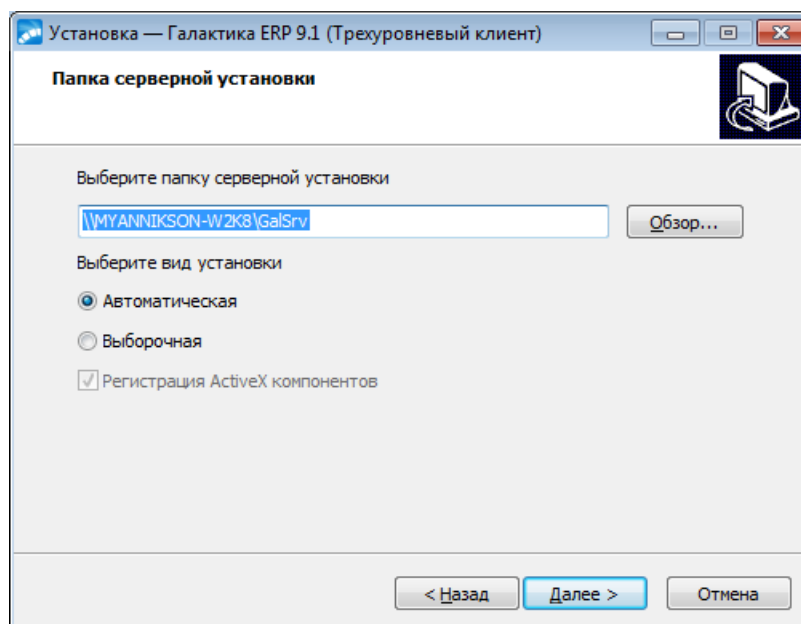 Установка — Галактика ERP 9.1 (Трехуровневый клиент)
Папка серверной установки
Выберите папку серверной установки
\\MYANNIKSON-W2K8\GalSrv
Обзор...
Выберите вид установки
Автоматическая
Выборочная
Регистрация ActiveX компонентов
< Назад
Далее >
Отмена